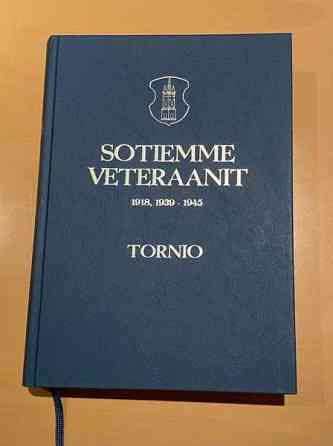 SOTIEMME
VETERAANIT
1918, 1939 - 1945
TORNIO